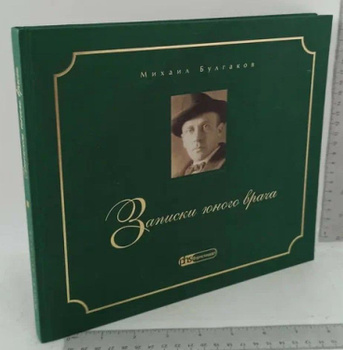 Михаил Булгаков
Записки юного врача